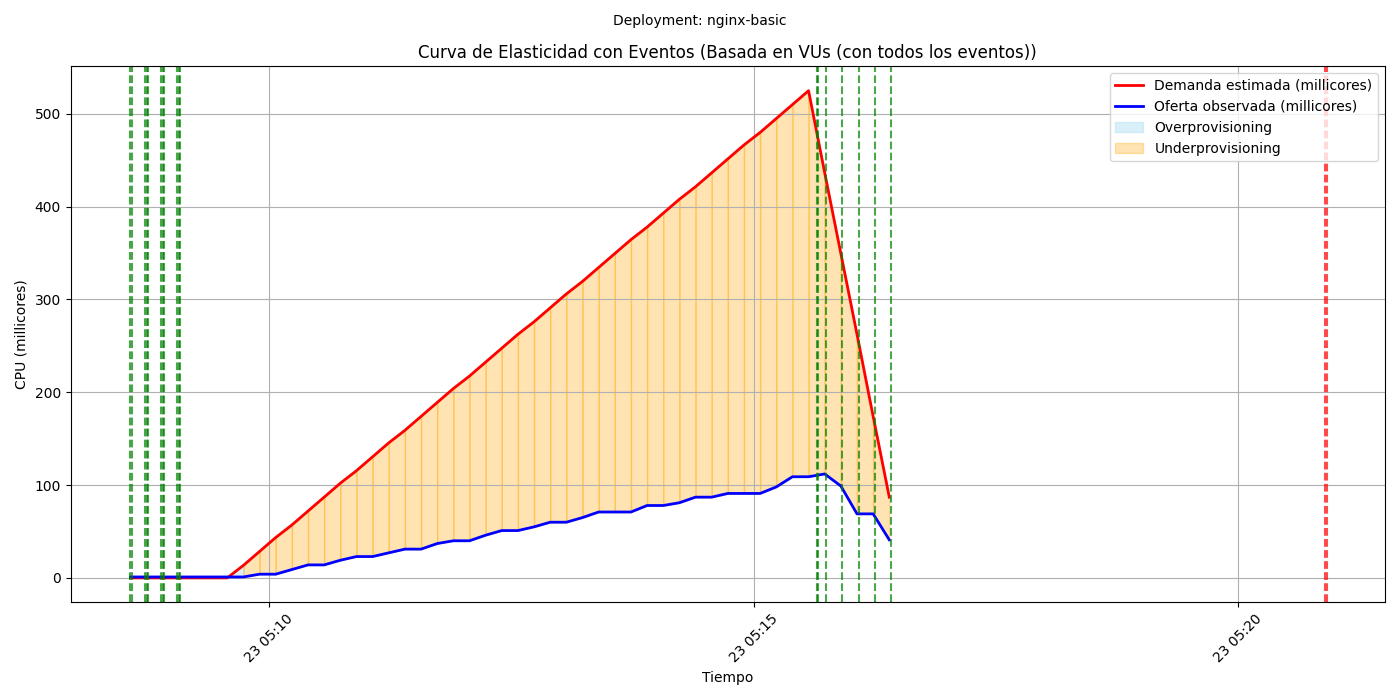 Deployment: nginx-basic
Curva de Elasticidad con Eventos (Basada en VUs (con todos los eventos))
Demanda estimada (millicores)
Oferta observada (millicores)
Overprovisioning
Underprovisioning
CPU (millicores)
500
400
300
200
100
0
23 05:10
23 05:15
23 05:20
Tiempo